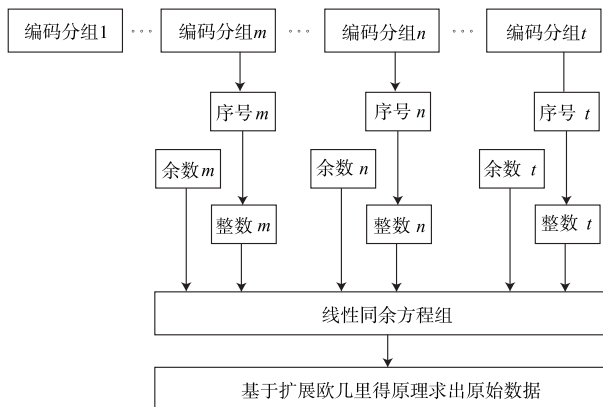 编码分组1 ··· 编码分组m ··· 编码分组n ··· 编码分组t
序号m 序号n 序号t
余数m 余数n 余数t
整数m 整数n 整数t
线性同余方程组
基于扩展欧几里得原理求出原始数据